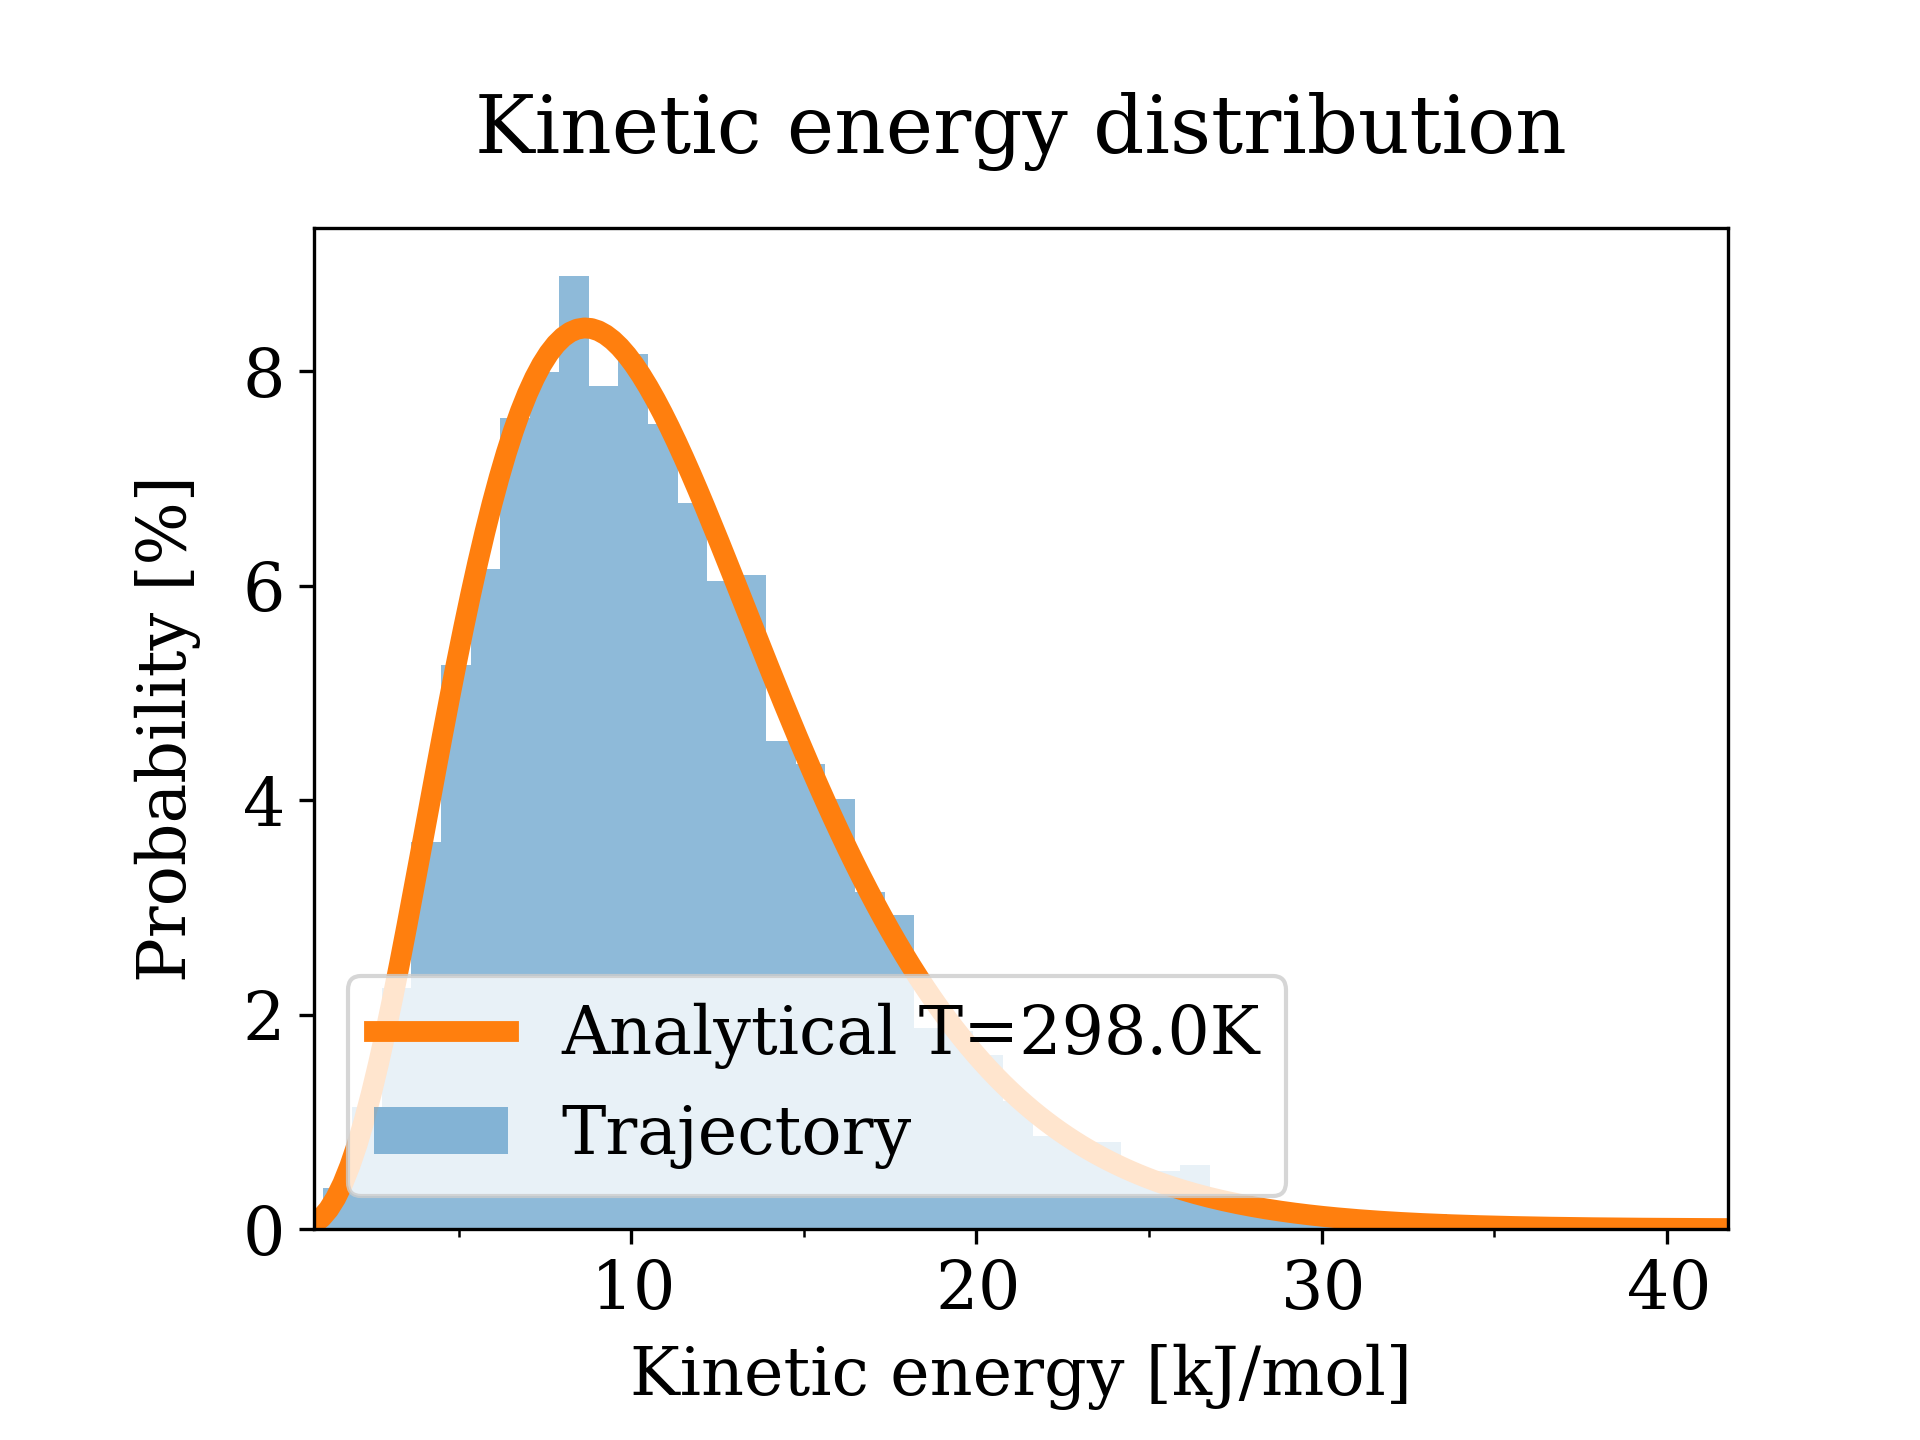 Kinetic energy distribution
Probability [%]
8
6
4
2
0
Analytical T=298.0K
Trajectory
10 20 30 40
Kinetic energy [kJ/mol]